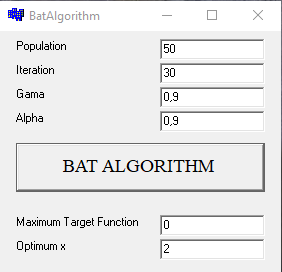 BatAlgorithm
Population 50
Iteration 30
Gama 0,9
Alpha 0,9
BAT ALGORITHM
Maximum Target Function 0
Optimum x 2